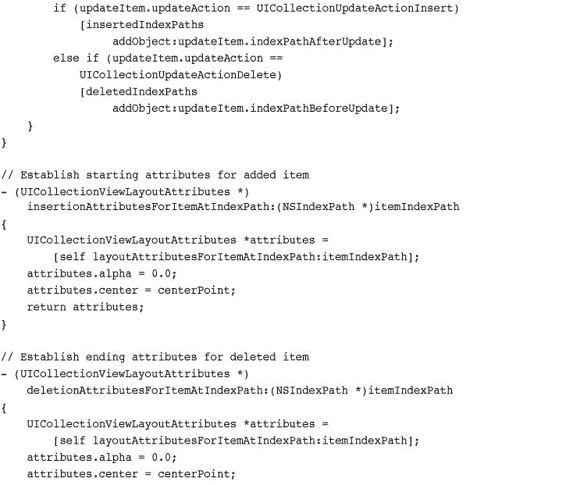 if (updateItem.updateAction == UICollectionUpdateActionInsert)
            [insertedIndexPaths
                 addObject:updateItem.indexPathAfterUpdate];
        else if (updateItem.updateAction ==
            UICollectionUpdateActionDelete)
            [deletedIndexPaths
                 addObject:updateItem.indexPathBeforeUpdate];
    }
}

// Establish starting attributes for added item
- (UICollectionViewLayoutAttributes *)
    insertionAttributesForItemAtIndexPath:(NSIndexPath *)itemIndexPath
{
    UICollectionViewLayoutAttributes *attributes =
        [self layoutAttributesForItemAtIndexPath:itemIndexPath];
    attributes.alpha = 0.0;
    attributes.center = centerPoint;
    return attributes;
}

// Establish ending attributes for deleted item
- (UICollectionViewLayoutAttributes *)
    deletionAttributesForItemAtIndexPath:(NSIndexPath *)itemIndexPath
{
    UICollectionViewLayoutAttributes *attributes =
        [self layoutAttributesForItemAtIndexPath:itemIndexPath];
    attributes.alpha = 0.0;
    attributes.center = centerPoint;